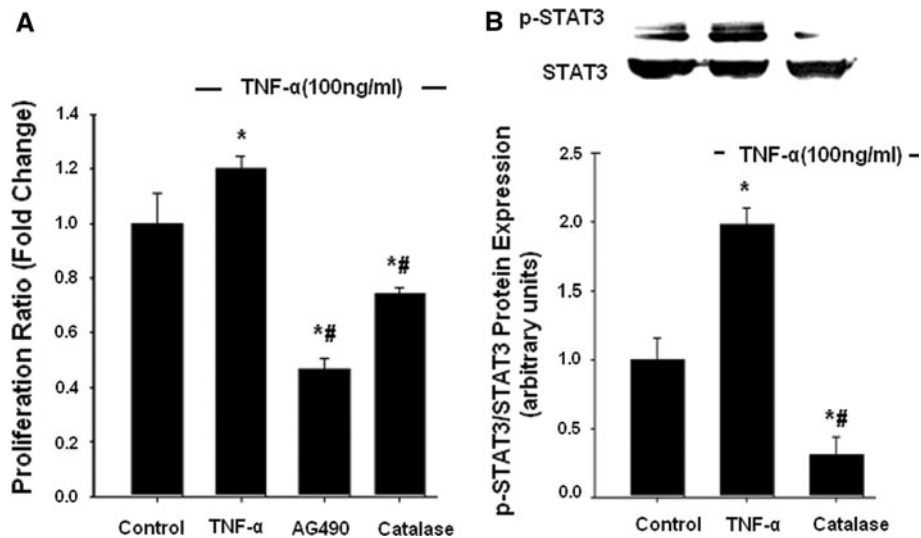 A
TNF-α(100ng/ml)
Proliferation Ratio (Fold Change)
1.4
1.2
1.0
0.8
0.6
0.4
0.2
0.0
*
*#
*#
Control
TNF-α
AG490
Catalase
B
p-STAT3
STAT3
TNF-α(100ng/ml)
p-STAT3/STAT3 Protein Expression
(arbitrary units)
2.5
2.0
1.5
1.0
0.5
0.0
*
*#
Control
TNF-α
Catalase